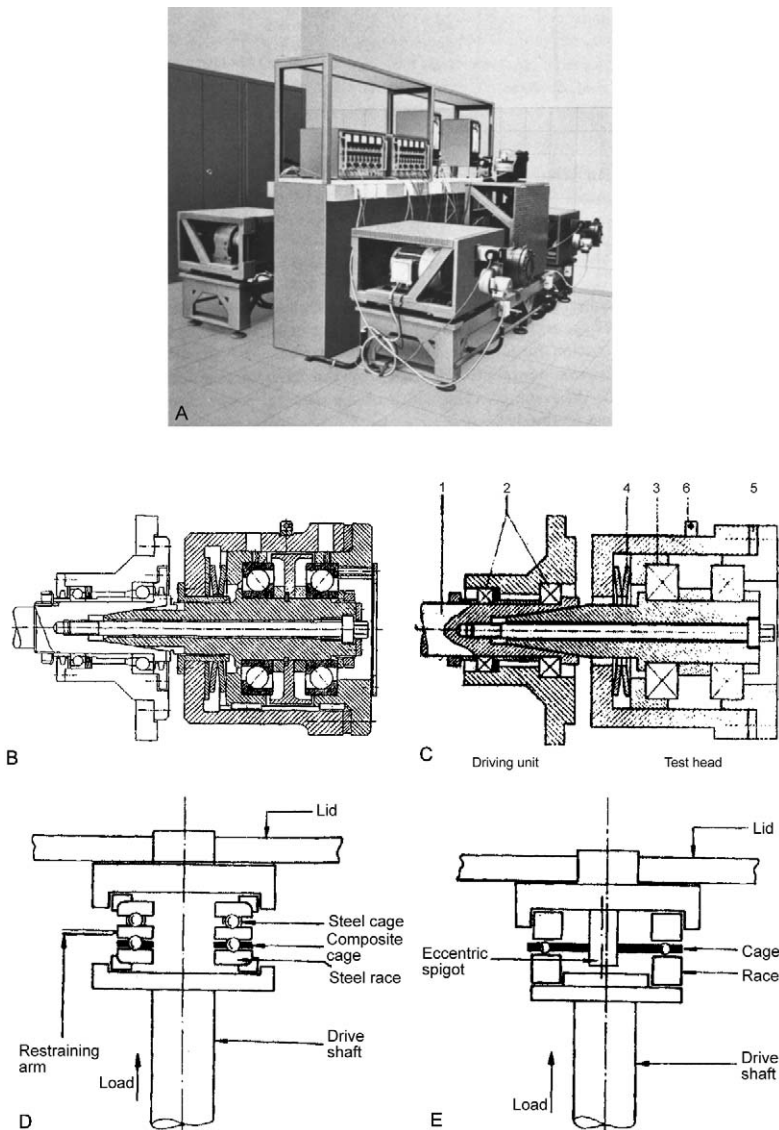 A
B
1
2
4
3
6
5
C
Driving unit
Test head
Lid
Steel cage
Composite
cage
Steel race
Restraining
arm
Drive
shaft
Load
D
Lid
Eccentric
spigot
Cage
Race
Drive
shaft
Load
E